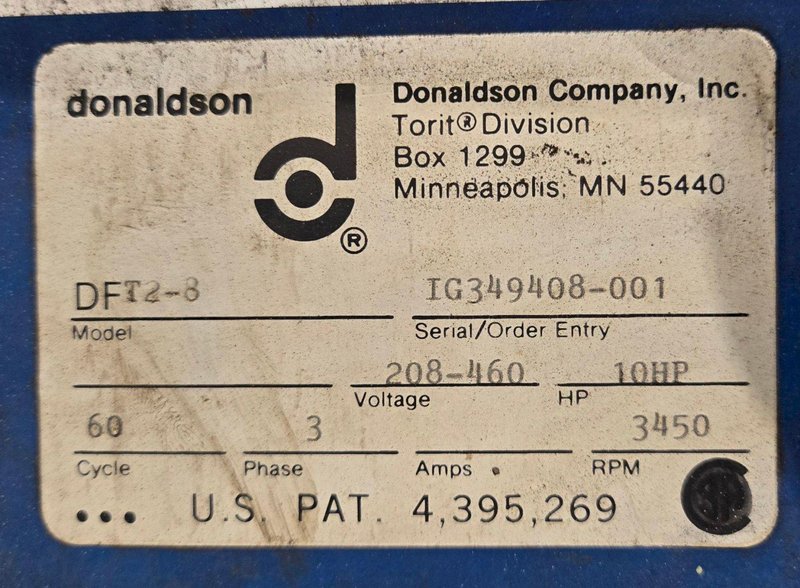 donaldson
Donaldson Company, Inc.
Torit® Division
Box 1299
Minneapolis, MN 55440
d
®
DFT2-8
Model
IG349408-001
Serial/Order Entry
208-460
Voltage
10HP
HP
60
Cycle
3
Phase
Amps
3450
RPM
... U.S. PAT. 4,395,269
SA